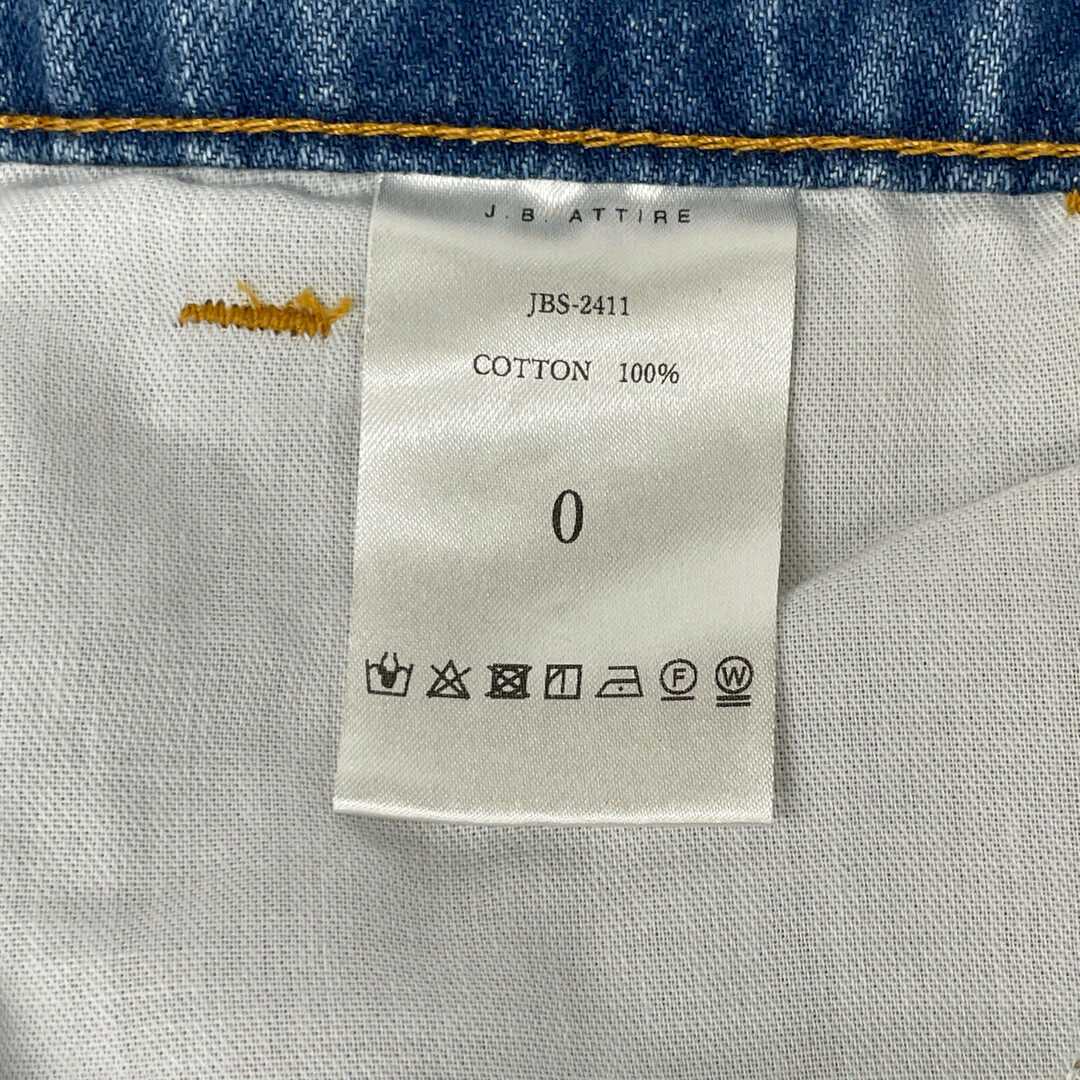 J.B. ATTIRE
JBS-2411
COTTON 100%
0
F W